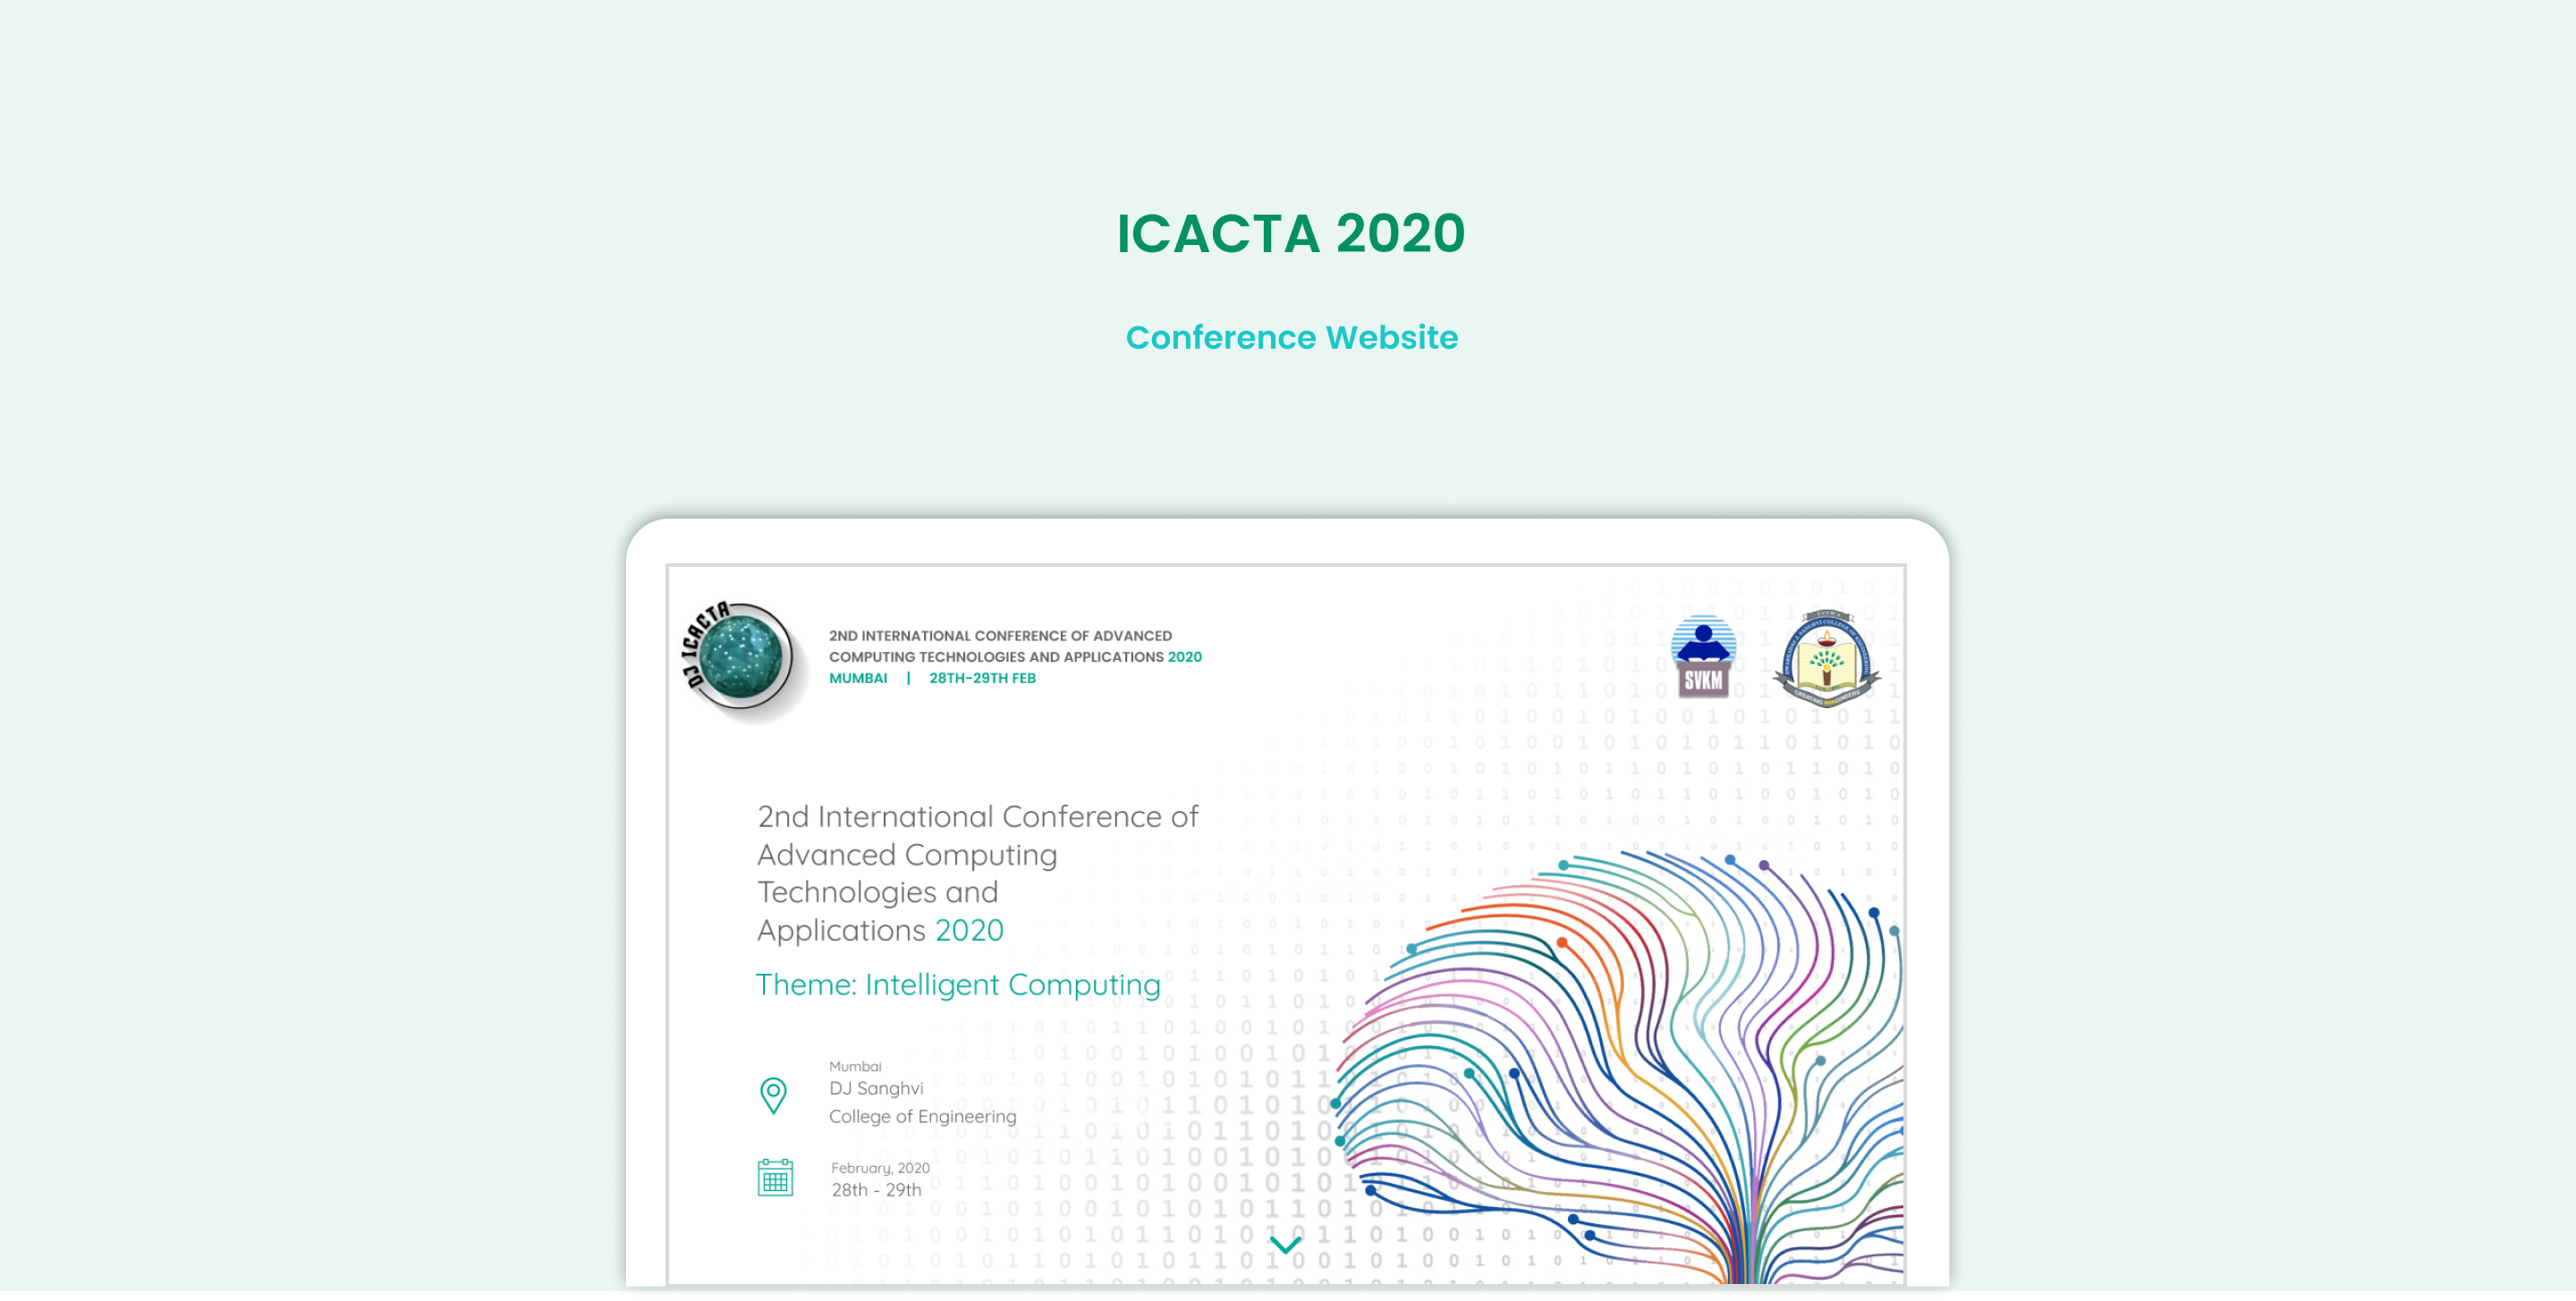 ICACTA 2020
Conference Website
DJ ICACTA
2ND INTERNATIONAL CONFERENCE OF ADVANCED
COMPUTING TECHNOLOGIES AND APPLICATIONS 2020
MUMBAI | 28TH-29TH FEB
SVKM
2nd International Conference of
Advanced Computing
Technologies and
Applications 2020
Theme: Intelligent Computing
Mumbai
DJ Sanghvi
College of Engineering
February, 2020
28th - 29th